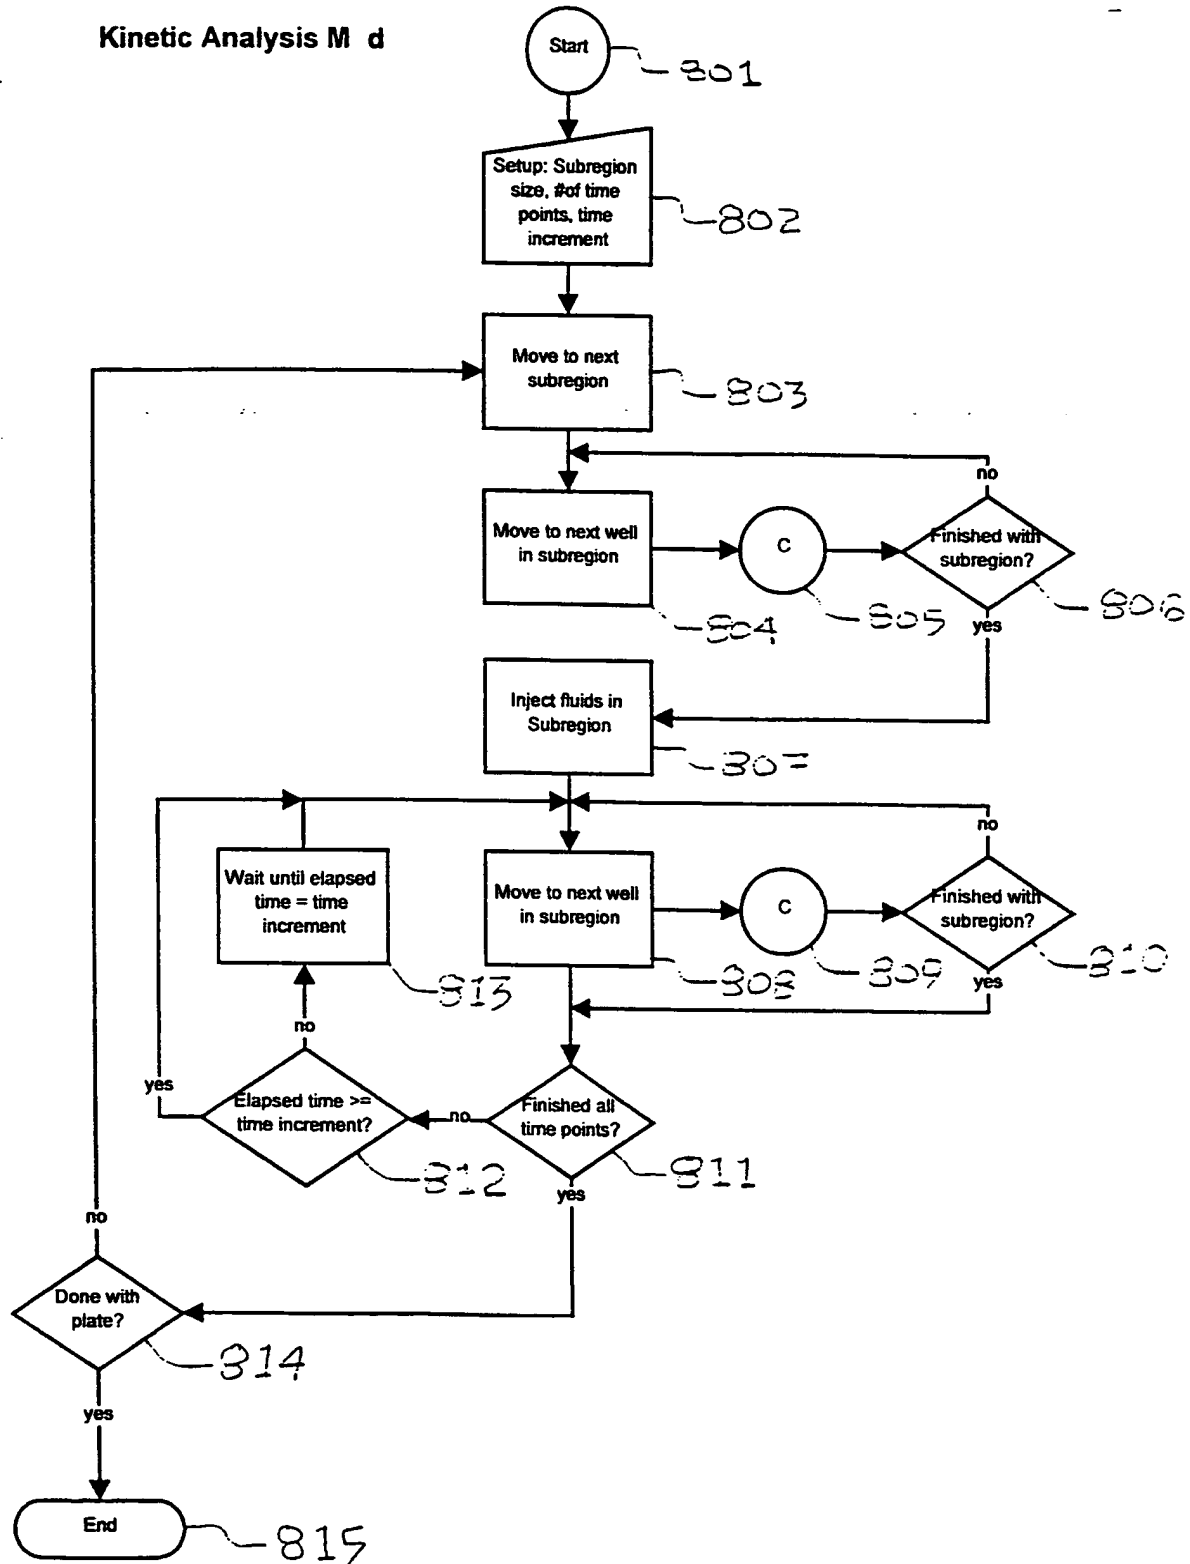 Kinetic Analysis M d
Start
801
Setup: Subregion
size, #of time
points, time
increment
802
Move to next
subregion
803
no
Move to next well
in subregion
C
Finished with
subregion?
804
805
806
yes
Inject fluids in
Subregion
807
no
Wait until elapsed
time = time
increment
Move to next well
in subregion
C
Finished with
subregion?
813
808
809
810
yes
no
yes
Elapsed time >=
time increment?
no
Finished all
time points?
812
811
yes
no
Done with
plate?
814
yes
End
815